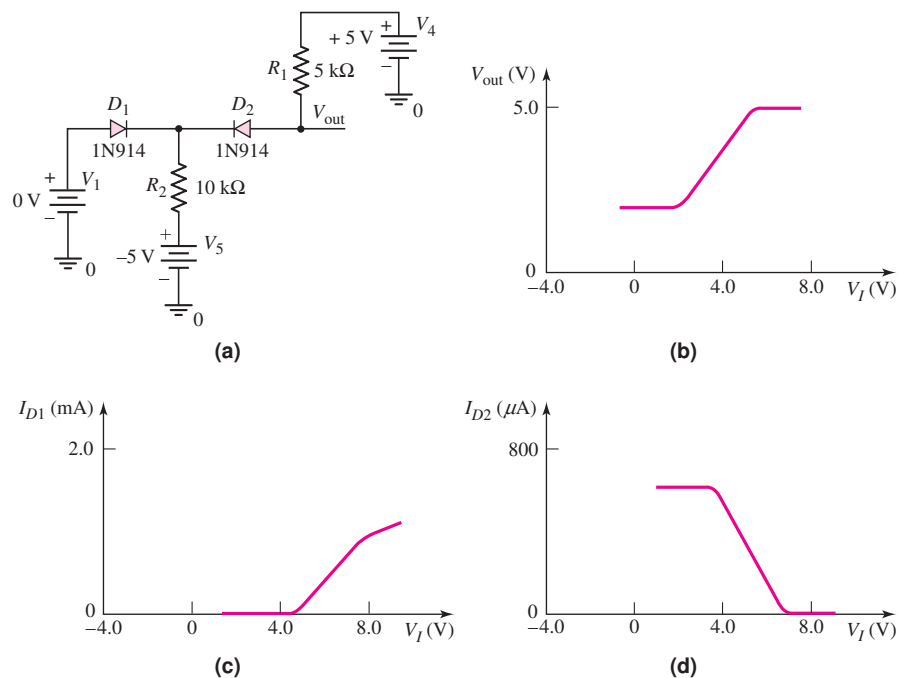 + 5 V
+
−
V4
R1
5 kΩ
0
D1
D2
Vout
1N914
1N914
+
V1
0 V
−
0
R2
10 kΩ
+
V5
−5 V
−
0
(a)
Vout (V)
5.0
0
−4.0
0
4.0
8.0
VI (V)
(b)
ID1 (mA)
2.0
0
−4.0
0
4.0
8.0
VI (V)
(c)
ID2 (μA)
800
0
−4.0
0
4.0
8.0
VI (V)
(d)